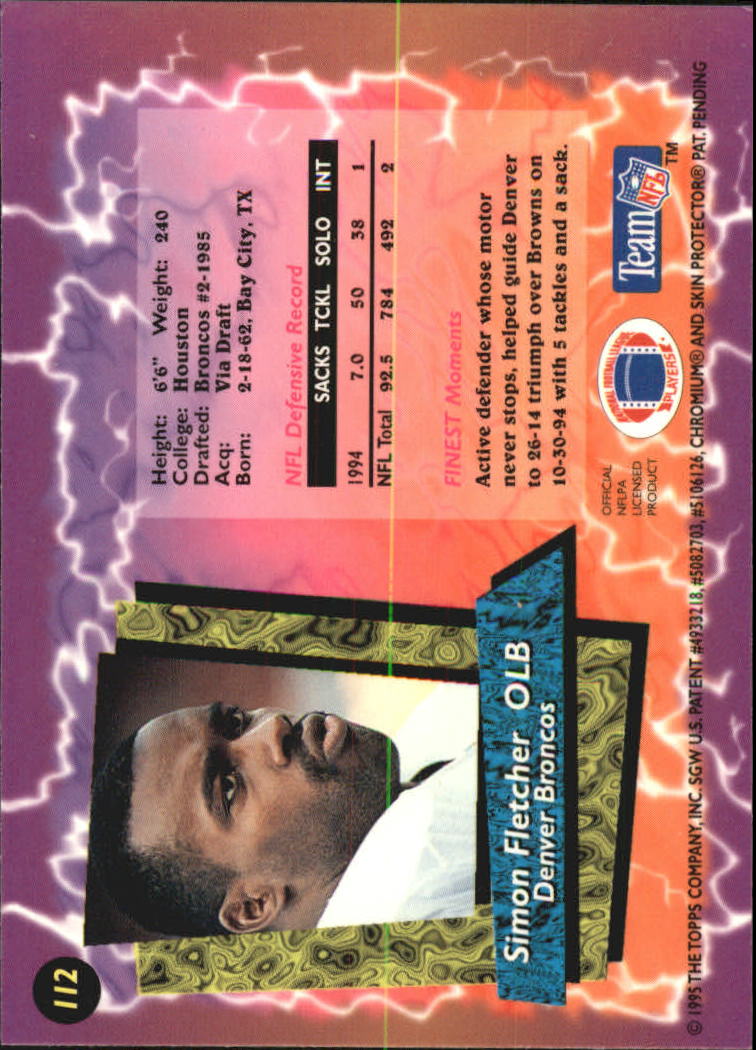 112
Simon Fletcher OLB
Denver Broncos
Height: 6'6" Weight: 240
College: Houston
Drafted: Broncos #2-1985
Acq: Via Draft
Born: 2-18-62, Bay City, TX
NFL Defensive Record
SACKS TCKL SOLO INT
1994 7.0 50 38 1
NFL Total 92.5 784 492 2
FINEST Moments
Active defender whose motor
never stops, helped guide Denver
to 26-14 triumph over Browns on
10-30-94 with 5 tackles and a sack.
OFFICIAL
NFLPA
LICENSED
PRODUCT
NATIONAL FOOTBALL LEAGUE
PLAYERS
Team NFL TM
© 1995 THE TOPPS COMPANY, INC. SGW U.S. PATENT #4933218, #5082703, #5106126, CHROMIUM® AND SKIN PROTECTOR® PAT. PENDING